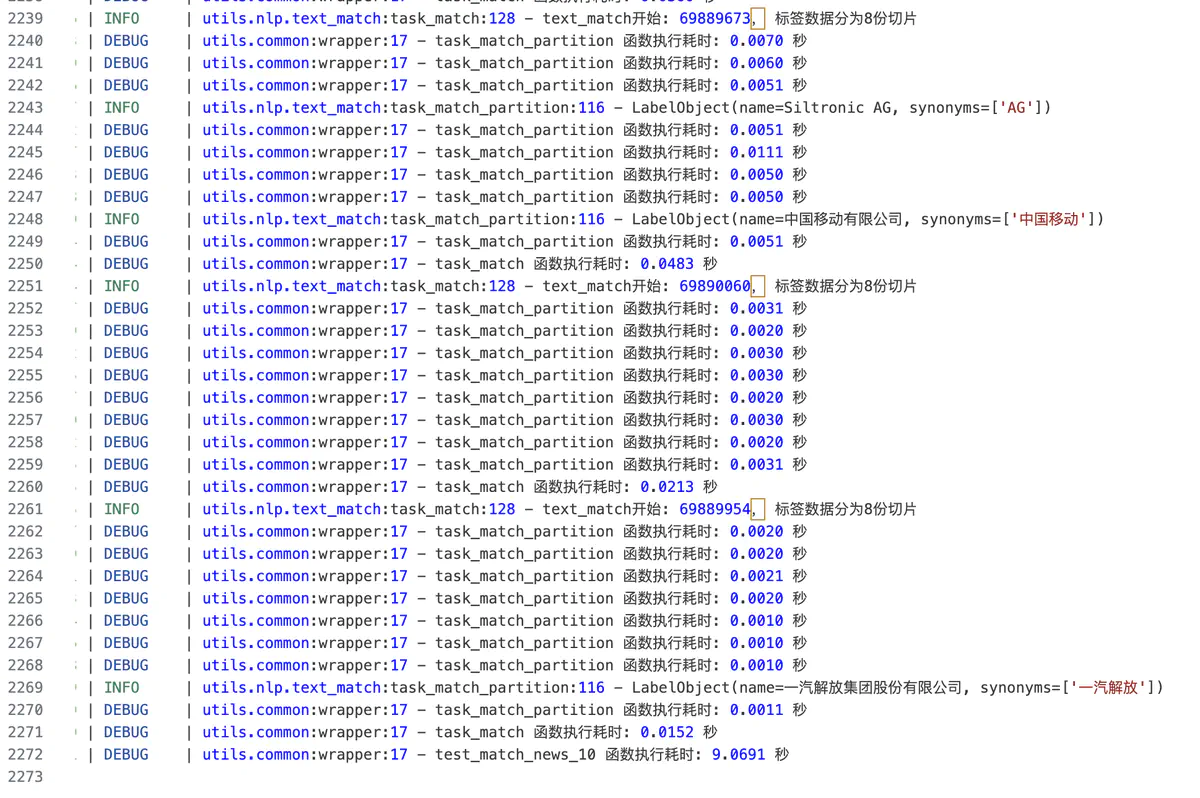 2239 | INFO | utils.nlp.text_match:task_match:128 - text_match开始: 69889673, 标签数据分为8份切片
2240 | DEBUG | utils.common:wrapper:17 - task_match_partition 函数执行耗时: 0.0070 秒
2241 | DEBUG | utils.common:wrapper:17 - task_match_partition 函数执行耗时: 0.0060 秒
2242 | DEBUG | utils.common:wrapper:17 - task_match_partition 函数执行耗时: 0.0051 秒
2243 | INFO | utils.nlp.text_match:task_match_partition:116 - LabelObject(name=Siltronic AG, synonyms=['AG'])
2244 | DEBUG | utils.common:wrapper:17 - task_match_partition 函数执行耗时: 0.0051 秒
2245 | DEBUG | utils.common:wrapper:17 - task_match_partition 函数执行耗时: 0.0111 秒
2246 | DEBUG | utils.common:wrapper:17 - task_match_partition 函数执行耗时: 0.0050 秒
2247 | DEBUG | utils.common:wrapper:17 - task_match_partition 函数执行耗时: 0.0050 秒
2248 | INFO | utils.nlp.text_match:task_match_partition:116 - LabelObject(name=中国移动有限公司, synonyms=['中国移动'])
2249 | DEBUG | utils.common:wrapper:17 - task_match_partition 函数执行耗时: 0.0051 秒
2250 | DEBUG | utils.common:wrapper:17 - task_match 函数执行耗时: 0.0483 秒
2251 | INFO | utils.nlp.text_match:task_match:128 - text_match开始: 69890060, 标签数据分为8份切片
2252 | DEBUG | utils.common:wrapper:17 - task_match_partition 函数执行耗时: 0.0031 秒
2253 | DEBUG | utils.common:wrapper:17 - task_match_partition 函数执行耗时: 0.0020 秒
2254 | DEBUG | utils.common:wrapper:17 - task_match_partition 函数执行耗时: 0.0030 秒
2255 | DEBUG | utils.common:wrapper:17 - task_match_partition 函数执行耗时: 0.0030 秒
2256 | DEBUG | utils.common:wrapper:17 - task_match_partition 函数执行耗时: 0.0020 秒
2257 | DEBUG | utils.common:wrapper:17 - task_match_partition 函数执行耗时: 0.0030 秒
2258 | DEBUG | utils.common:wrapper:17 - task_match_partition 函数执行耗时: 0.0020 秒
2259 | DEBUG | utils.common:wrapper:17 - task_match_partition 函数执行耗时: 0.0031 秒
2260 | DEBUG | utils.common:wrapper:17 - task_match 函数执行耗时: 0.0213 秒
2261 | INFO | utils.nlp.text_match:task_match:128 - text_match开始: 69889954, 标签数据分为8份切片
2262 | DEBUG | utils.common:wrapper:17 - task_match_partition 函数执行耗时: 0.0020 秒
2263 | DEBUG | utils.common:wrapper:17 - task_match_partition 函数执行耗时: 0.0020 秒
2264 | DEBUG | utils.common:wrapper:17 - task_match_partition 函数执行耗时: 0.0021 秒
2265 | DEBUG | utils.common:wrapper:17 - task_match_partition 函数执行耗时: 0.0020 秒
2266 | DEBUG | utils.common:wrapper:17 - task_match_partition 函数执行耗时: 0.0010 秒
2267 | DEBUG | utils.common:wrapper:17 - task_match_partition 函数执行耗时: 0.0010 秒
2268 | DEBUG | utils.common:wrapper:17 - task_match_partition 函数执行耗时: 0.0010 秒
2269 | INFO | utils.nlp.text_match:task_match_partition:116 - LabelObject(name=一汽解放集团股份有限公司, synonyms=['一汽解放'])
2270 | DEBUG | utils.common:wrapper:17 - task_match_partition 函数执行耗时: 0.0011 秒
2271 | DEBUG | utils.common:wrapper:17 - task_match 函数执行耗时: 0.0152 秒
2272 | DEBUG | utils.common:wrapper:17 - test_match_news_10 函数执行耗时: 9.0691 秒
2273